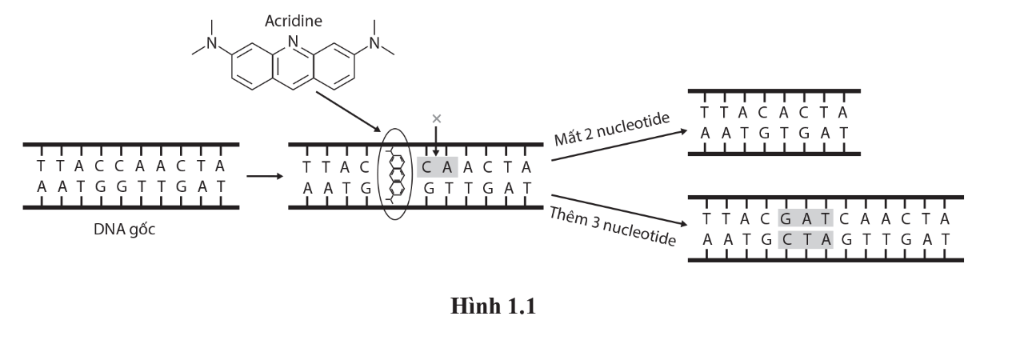 Acridine
N
N
N
×
Mất 2 nucleotide
T T A C A C T A
A A T G T G A T
T T A C C A A C T A
A A T G G T T G A T
DNA gốc
T T A C C A A C T A
A A T G G T T G A T
Thêm 3 nucleotide
T T A C G A T C A A C T A
A A T G C T A G T T G A T
Hình 1.1